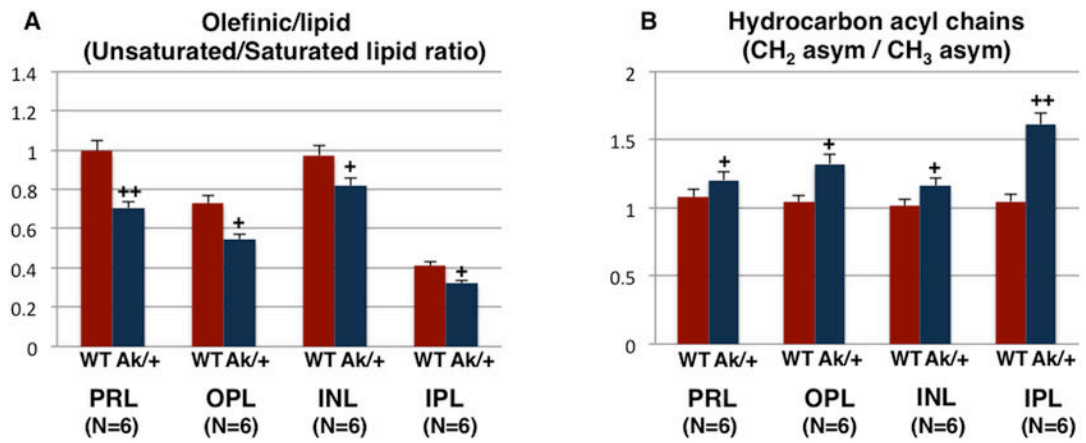 A
Olefinic/lipid
(Unsaturated/Saturated lipid ratio)
1.4
1.2
1
0.8
0.6
0.4
0.2
0
++
+
+
+
WT Ak/+ WT Ak/+ WT Ak/+ WT Ak/+
PRL OPL INL IPL
(N=6) (N=6) (N=6) (N=6)
B
Hydrocarbon acyl chains
(CH₂ asym / CH₃ asym)
2
1.5
1
0.5
0
+
+
+
++
WT Ak/+ WT Ak/+ WT Ak/+ WT Ak/+
PRL OPL INL IPL
(N=6) (N=6) (N=6) (N=6)